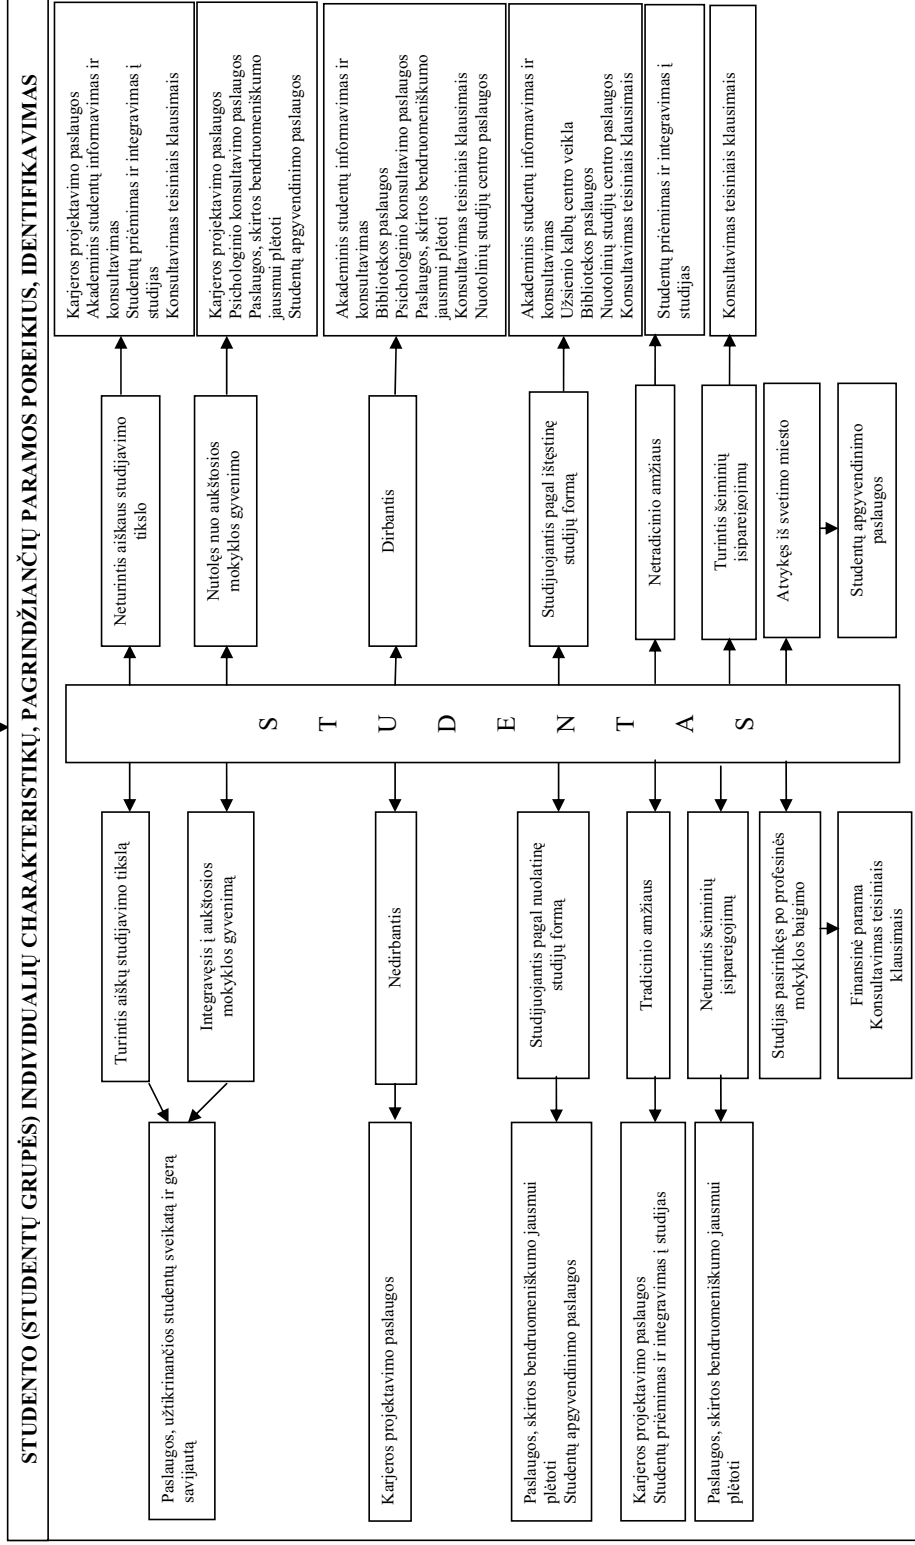 STUDENTO (STUDENTŲ GRUPĖS) INDIVIDUALIŲ CHARAKTERISTIKŲ, PAGRINDŽIANČIŲ PARAMOS POREIKIUS, IDENTIFIKAVIMAS
Paslaugos, užtikrinančios studentų sveikatą ir gerą
savijautą
Turintis aiškų studijavimo tikslą
Integravęsis į aukštosios
mokyklos gyvenimą
Neturintis aiškaus studijavimo
tikslo
Karjeros projektavimo paslaugos
Akademinis studentų informavimas ir
konsultavimas
Studentų priėmimas ir integravimas į
studijas
Konsultavimas teisiniais klausimais
Nutolęs nuo aukštosios
mokyklos gyvenimo
Karjeros projektavimo paslaugos
Psichologinio konsultavimo paslaugos
Paslaugos, skirtos bendruomeniškumo
jausmui plėtoti
Studentų apgyvendinimo paslaugos
Karjeros projektavimo paslaugos
Nedirbantis
Dirbantis
Akademinis studentų informavimas ir
konsultavimas
Bibliotekos paslaugos
Psichologinio konsultavimo paslaugos
Paslaugos, skirtos bendruomeniškumo
jausmui plėtoti
Konsultavimas teisiniais klausimais
Nuotolinių studijų centro paslaugos
Paslaugos, skirtos bendruomeniškumo jausmui
plėtoti
Studentų apgyvendinimo paslaugos
Studijuojantis pagal nuolatinę
studijų formą
Studijuojantis pagal ištęstinę
studijų formą
Akademinis studentų informavimas ir
konsultavimas
Užsienio kalbų centro veikla
Bibliotekos paslaugos
Nuotolinių studijų centro paslaugos
Konsultavimas teisiniais klausimais
Karjeros projektavimo paslaugos
Studentų priėmimas ir integravimas į studijas
Tradicinio amžiaus
Netradicinio amžiaus
Studentų priėmimas ir integravimas į
studijas
Paslaugos, skirtos bendruomeniškumo jausmui
plėtoti
Neturintis šeiminių
įsipareigojimų
Turintis šeiminių
įsipareigojimų
Konsultavimas teisiniais klausimais
Studijas pasirinkęs po profesinės
mokyklos baigimo
Atvykęs iš svetimo miesto
Finansinė parama
Konsultavimas teisiniais
klausimais
Studentų apgyvendinimo
paslaugos
S T U D E N T A S